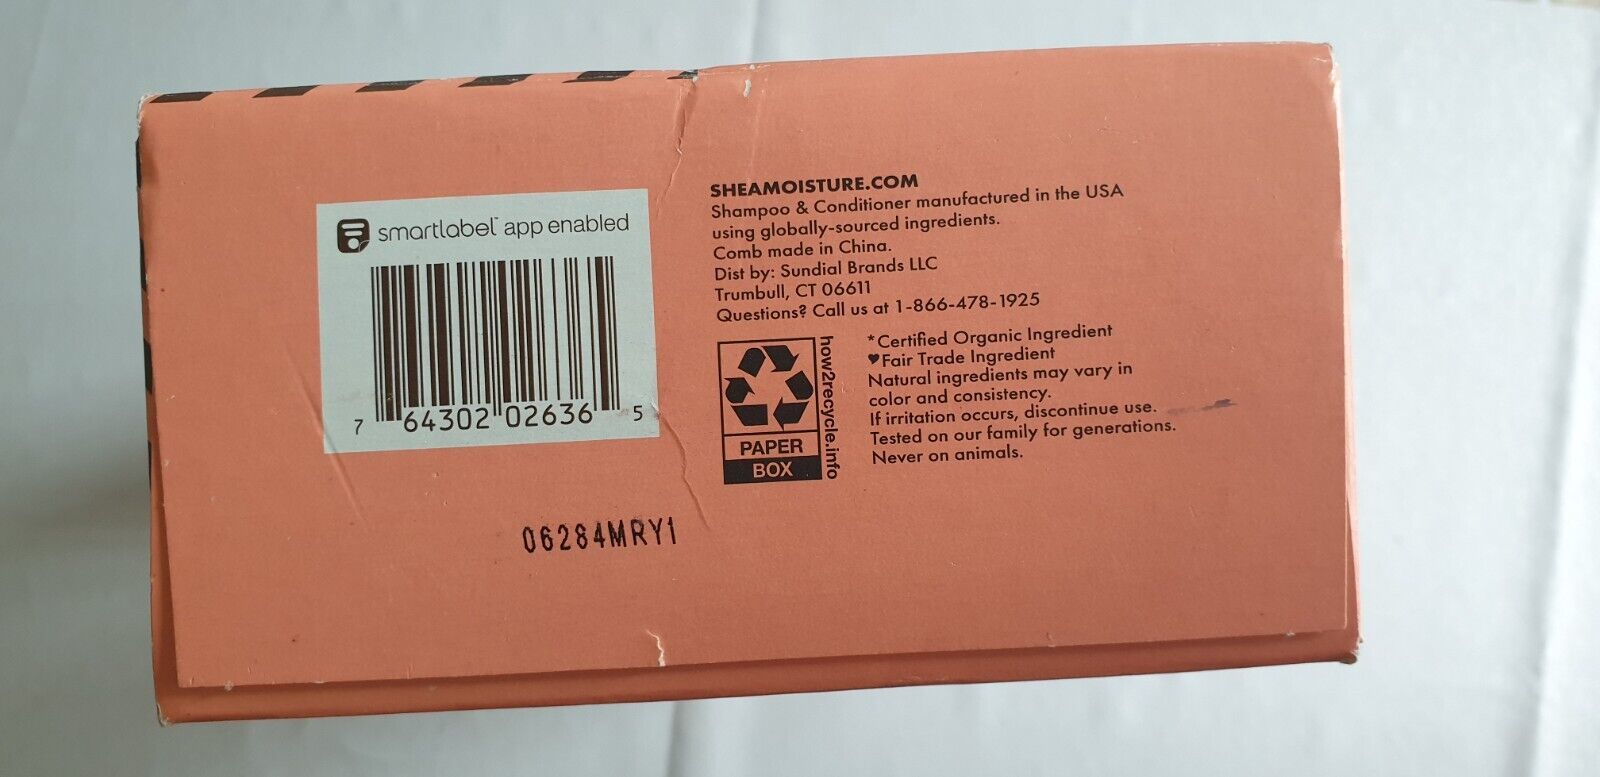 smartlabel™ app enabled
7 64302 02636 5
SHEAMOISTURE.COM
Shampoo & Conditioner manufactured in the USA
using globally-sourced ingredients.
Comb made in China.
Dist by: Sundial Brands LLC
Trumbull, CT 06611
Questions? Call us at 1-866-478-1925
how2recycle.info
PAPER
BOX
*Certified Organic Ingredient
♥Fair Trade Ingredient
Natural ingredients may vary in
color and consistency.
If irritation occurs, discontinue use.
Tested on our family for generations.
Never on animals.
06284MRY1